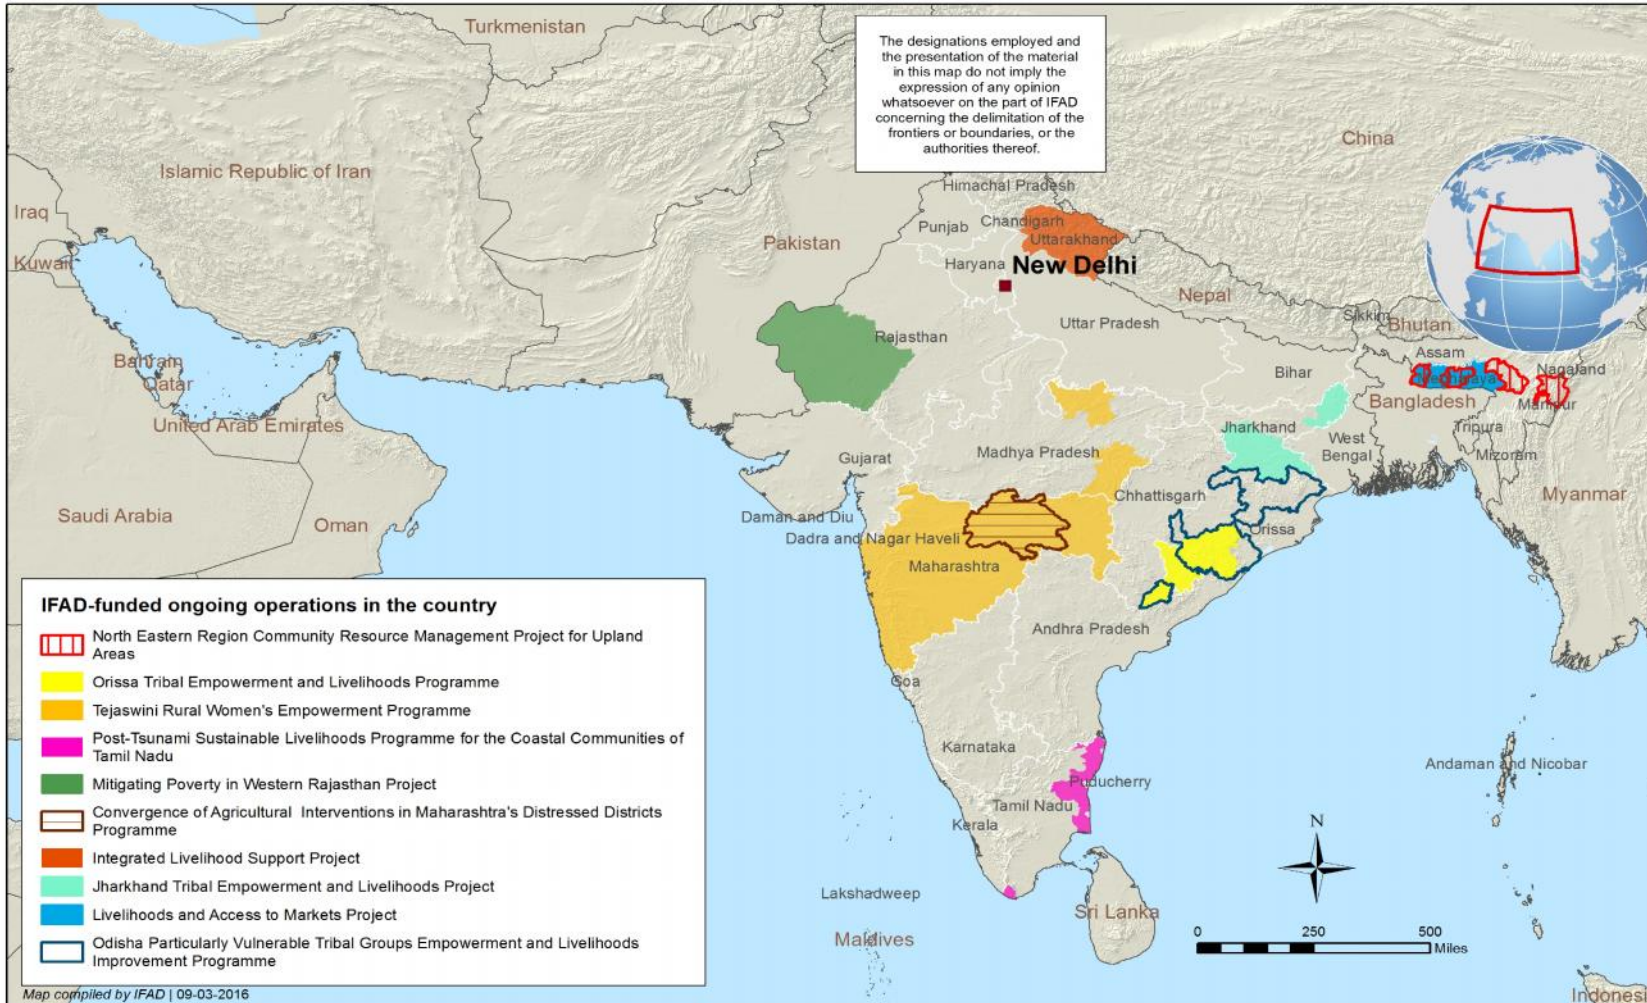 Turkmenistan
The designations employed and
the presentation of the material
in this map do not imply the
expression of any opinion
whatsoever on the part of IFAD
concerning the delimitation of the
frontiers or boundaries, or the
authorities thereof.
China
Islamic Republic of Iran
Himachal Pradesh
Iraq
Punjab
Chandigarh
Pakistan
Uttarakhand
Kuwait
Haryana
New Delhi
Nepal
Sikkim
Bhutan
Uttar Pradesh
Rajasthan
Assam
Bahrain
Qatar
Bihar
Meghalaya
Nagaland
Bangladesh
Manipur
United Arab Emirates
Jharkhand
West
Bengal
Tripura
Mizoram
Gujarat
Madhya Pradesh
Chhattisgarh
Myanmar
Saudi Arabia
Oman
Daman and Diu
Dadra and Nagar Haveli
Orissa
Maharashtra
Andhra Pradesh
Goa
Karnataka
Puducherry
Andaman and Nicobar
Tamil Nadu
Kerala
Lakshadweep
Sri Lanka
Maldives
Indonesi
N
0 250 500
Miles
IFAD-funded ongoing operations in the country
North Eastern Region Community Resource Management Project for Upland
Areas
Orissa Tribal Empowerment and Livelihoods Programme
Tejaswini Rural Women's Empowerment Programme
Post-Tsunami Sustainable Livelihoods Programme for the Coastal Communities of
Tamil Nadu
Mitigating Poverty in Western Rajasthan Project
Convergence of Agricultural Interventions in Maharashtra's Distressed Districts
Programme
Integrated Livelihood Support Project
Jharkhand Tribal Empowerment and Livelihoods Project
Livelihoods and Access to Markets Project
Odisha Particularly Vulnerable Tribal Groups Empowerment and Livelihoods
Improvement Programme
Map compiled by IFAD | 09-03-2016